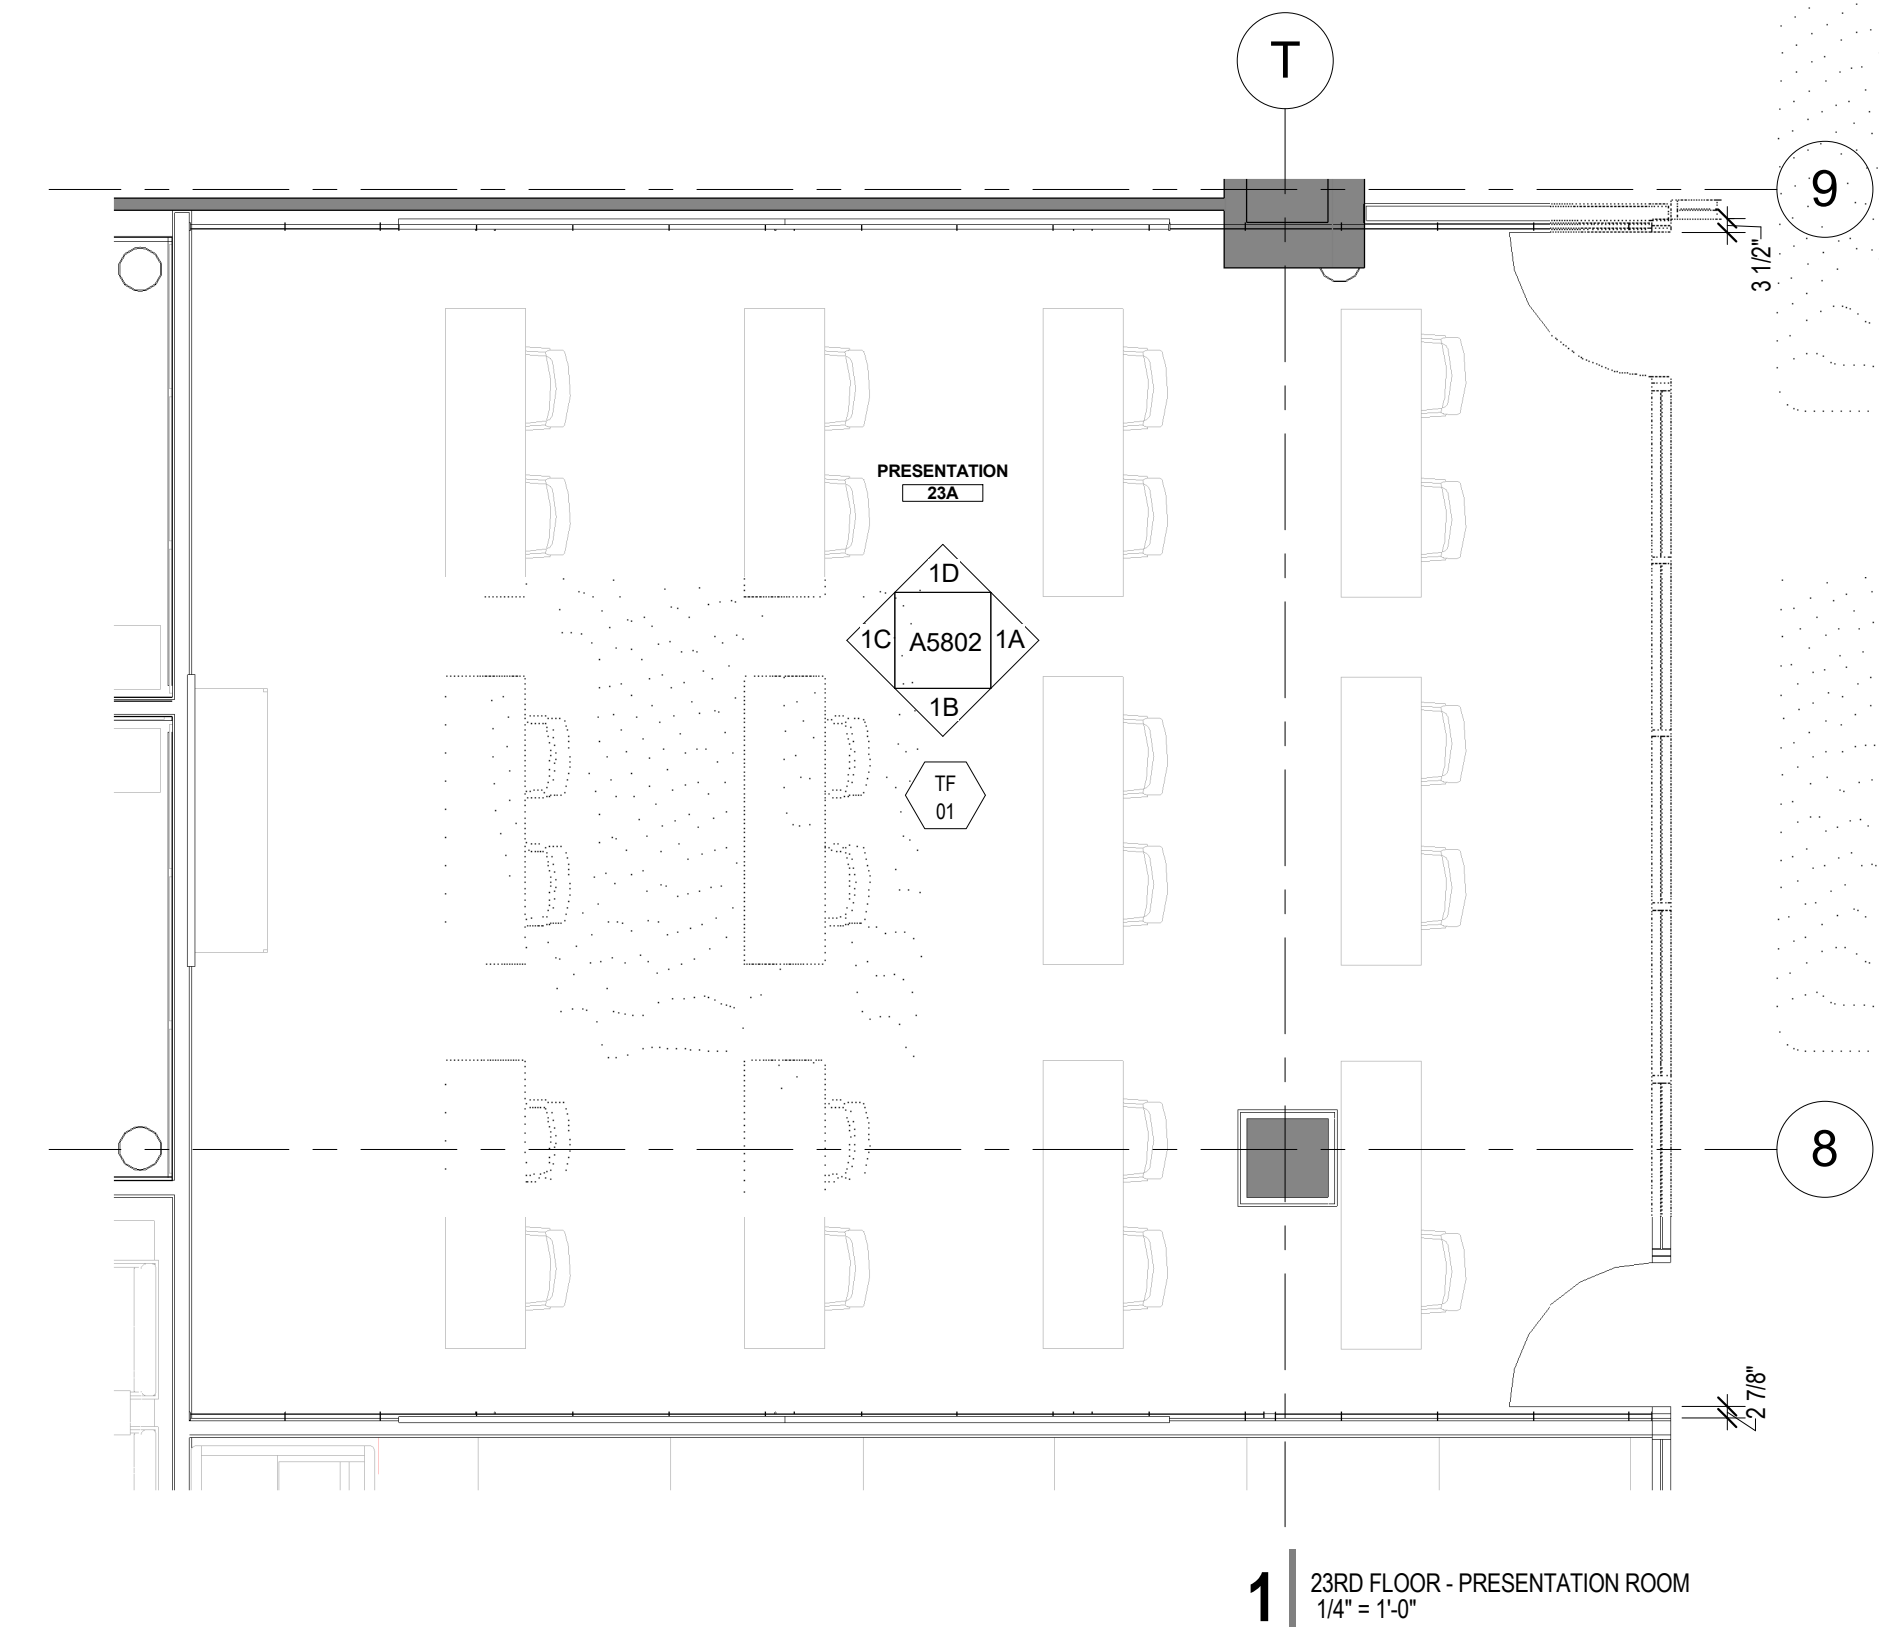 T
9
3 1/2"
PRESENTATION
23A
1D
1C
A5802
1A
1B
TF
01
8
2 7/8"
1
23RD FLOOR - PRESENTATION ROOM
1/4" = 1'-0"